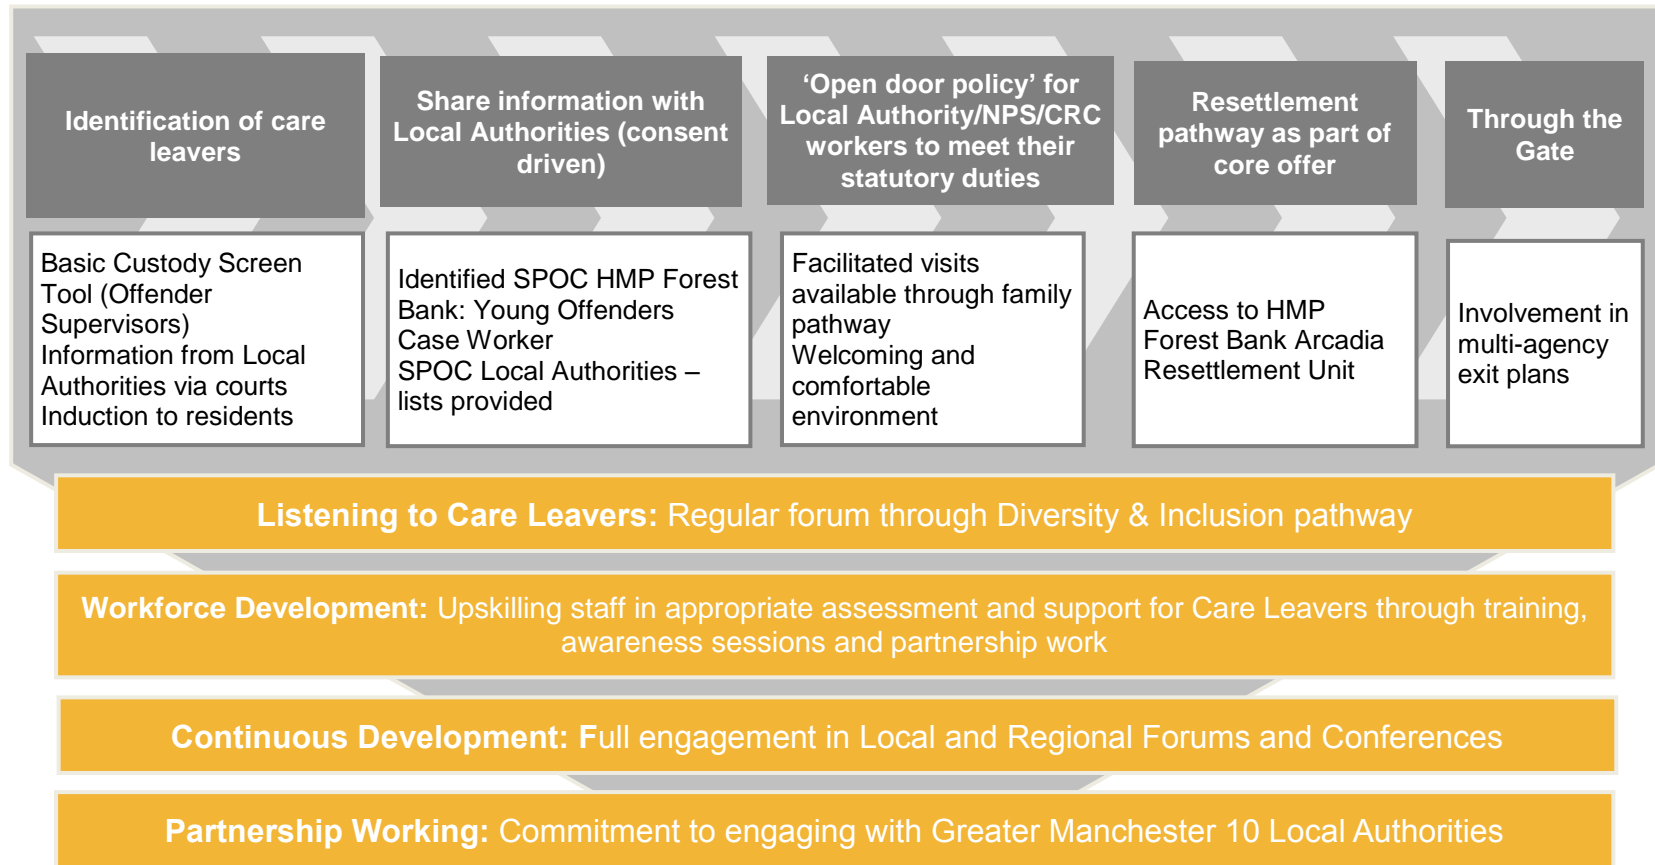 Identification of care
leavers
Share information with
Local Authorities (consent
driven)
‘Open door policy’ for
Local Authority/NPS/CRC
workers to meet their
statutory duties
Resettlement
pathway as part of
core offer
Through the
Gate
Basic Custody Screen
Tool (Offender
Supervisors)
Information from Local
Authorities via courts
Induction to residents
Identified SPOC HMP Forest
Bank: Young Offenders
Case Worker
SPOC Local Authorities –
lists provided
Facilitated visits
available through family
pathway
Welcoming and
comfortable
environment
Access to HMP
Forest Bank Arcadia
Resettlement Unit
Involvement in
multi-agency
exit plans
Listening to Care Leavers: Regular forum through Diversity & Inclusion pathway
Workforce Development: Upskilling staff in appropriate assessment and support for Care Leavers through training,
awareness sessions and partnership work
Continuous Development: Full engagement in Local and Regional Forums and Conferences
Partnership Working: Commitment to engaging with Greater Manchester 10 Local Authorities